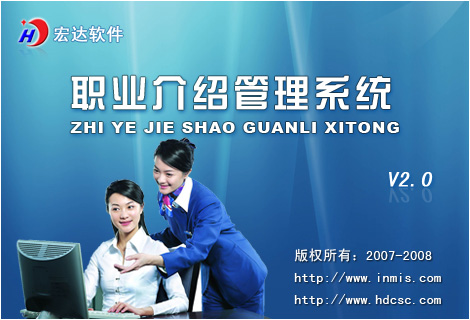 宏达软件
职业介绍管理系统
ZHI YE JIE SHAO GUANLI XITONG
V2.0
版权所有：2007-2008
http://www.inmis.com
http://www.hdcsc.com